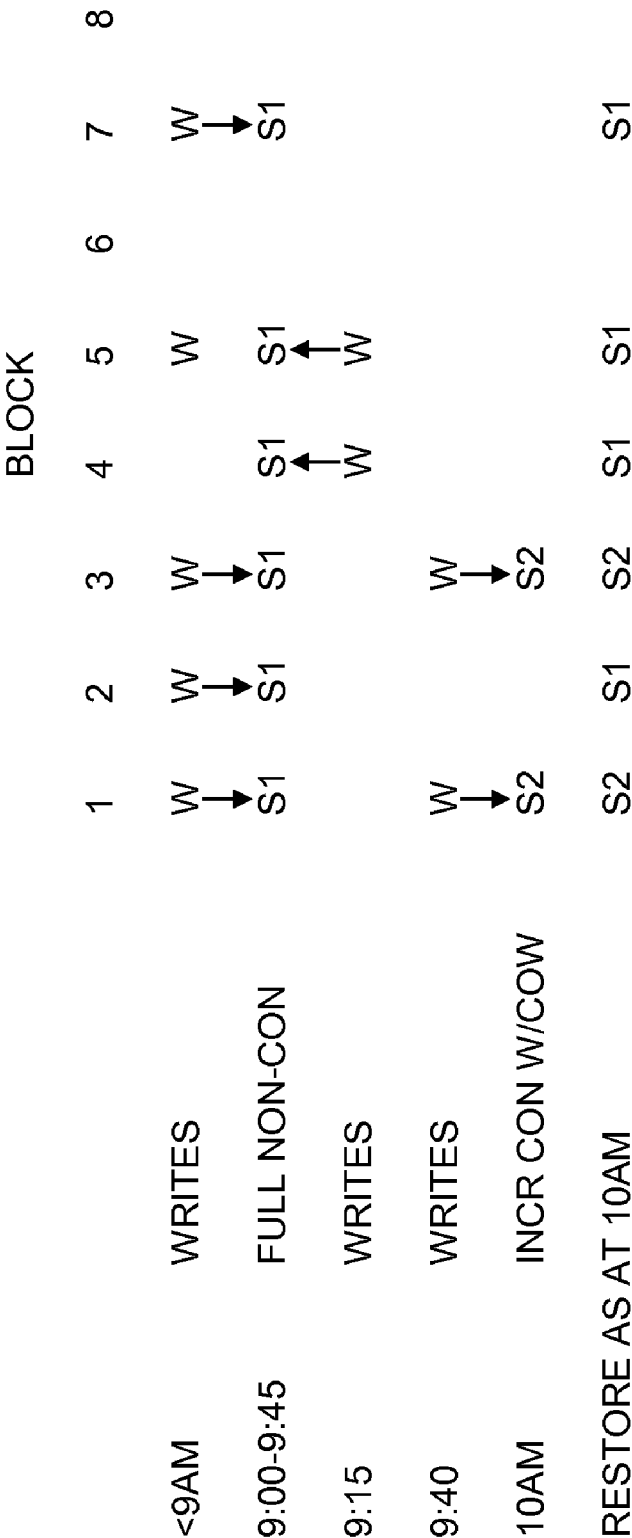 BLOCK
1 2 3 4 5 6 7 8
<9AM WRITES W W W W W
9:00-9:45 FULL NON-CON S1 S1 S1 S1 S1 S1
9:15 WRITES W W
9:40 WRITES W W
10AM INCR CON W/COW S2 S2
RESTORE AS AT 10AM S2 S1 S2 S1 S1 S1